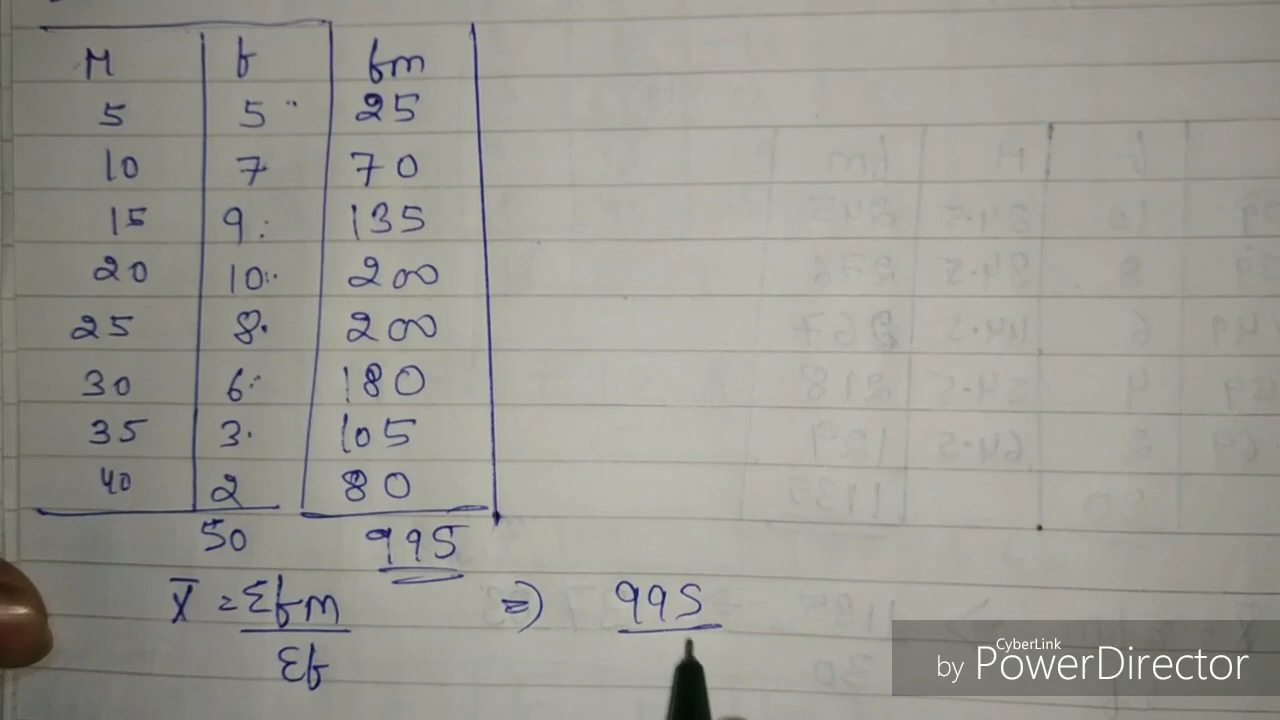 M f fm
5 5 25
10 7 70
15 9 135
20 10 200
25 8 200
30 6 180
35 3 105
40 2 80
50 995
X̄ = Σfm / Σf ⇒ 995
CyberLink
by PowerDirector